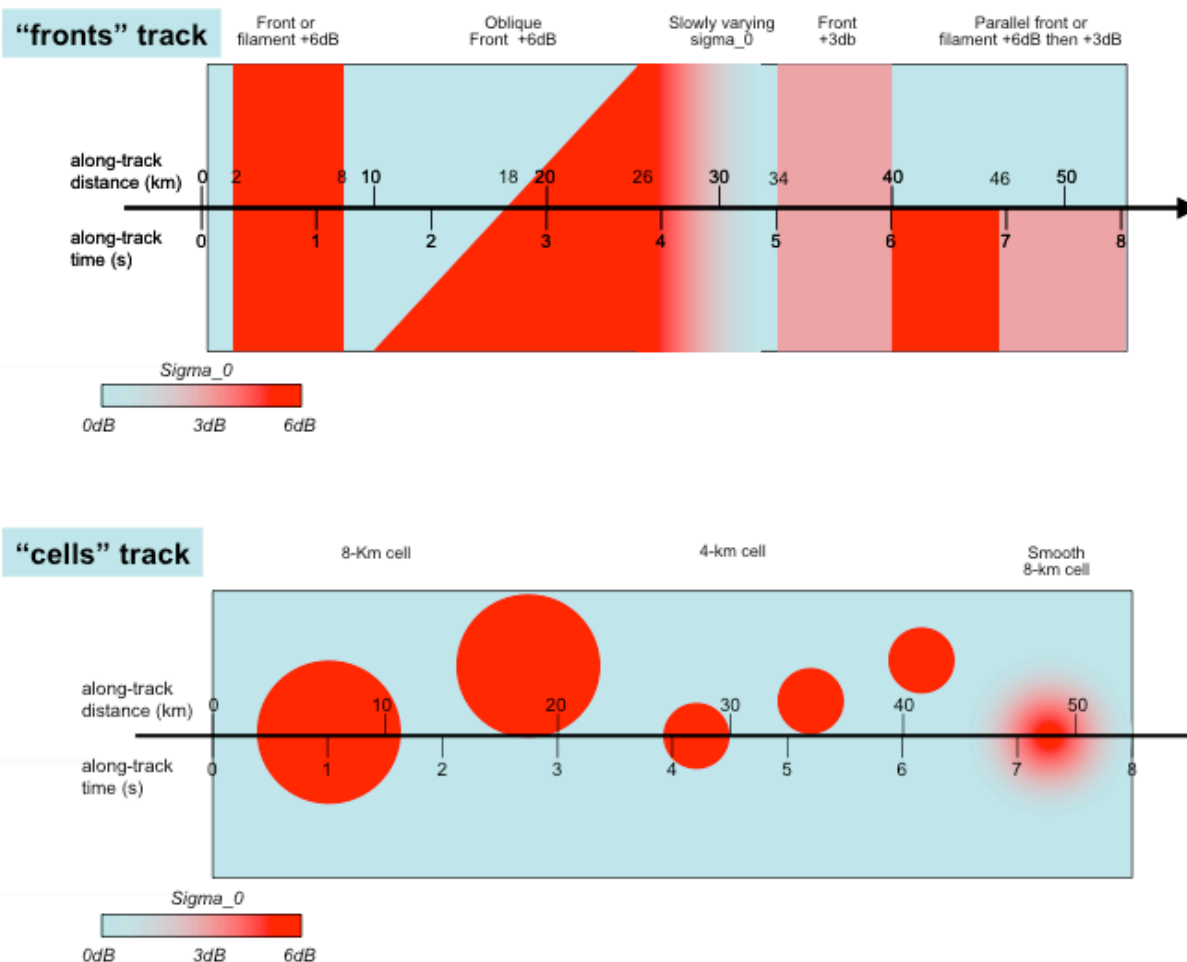 “fronts” track
Front or
filament +6dB
Oblique
Front +6dB
Slowly varying
sigma_0
Front
+3db
Parallel front or
filament +6dB then +3dB
along-track
distance (km)
0 2 8 10 18 20 26 30 34 40 46 50
along-track
time (s)
0 1 2 3 4 5 6 7 8
Sigma_0
0dB 3dB 6dB
“cells” track
8-Km cell
4-km cell
Smooth
8-km cell
along-track
distance (km)
0 10 20 30 40 50
along-track
time (s)
0 1 2 3 4 5 6 7 8
Sigma_0
0dB 3dB 6dB